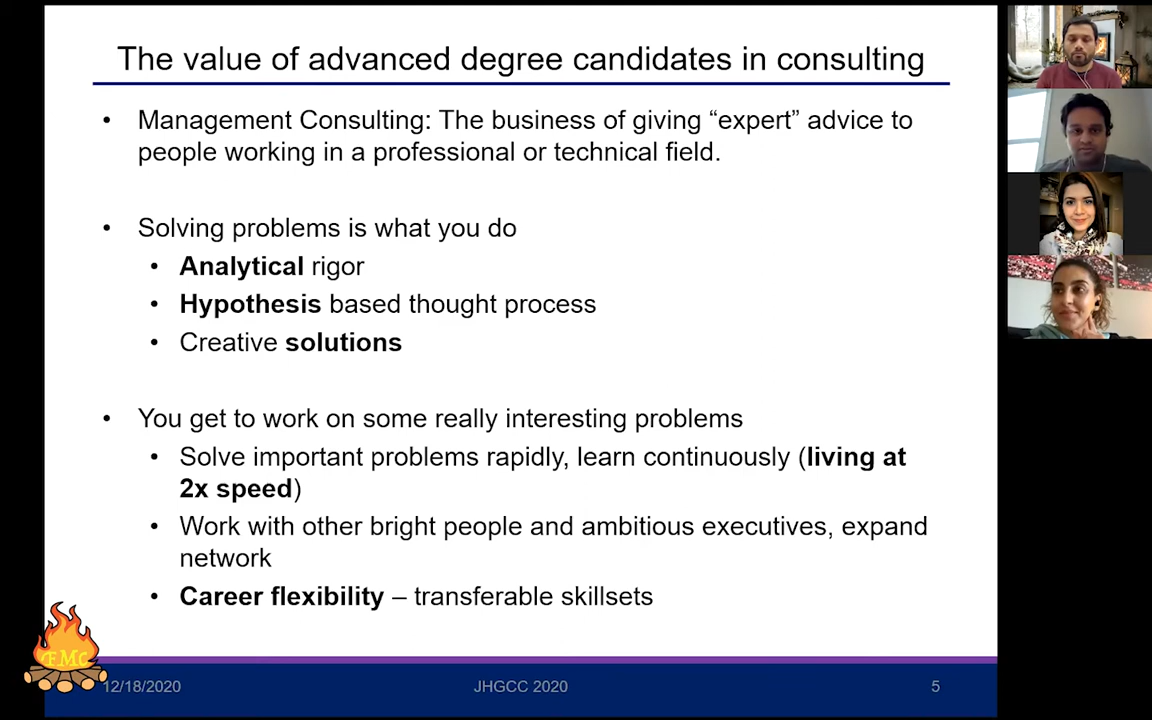 The value of advanced degree candidates in consulting
• Management Consulting: The business of giving “expert” advice to
people working in a professional or technical field.
• Solving problems is what you do
• Analytical rigor
• Hypothesis based thought process
• Creative solutions
• You get to work on some really interesting problems
• Solve important problems rapidly, learn continuously (living at
2x speed)
• Work with other bright people and ambitious executives, expand
network
• Career flexibility – transferable skillsets
FMC
12/18/2020
JHGCC 2020
5